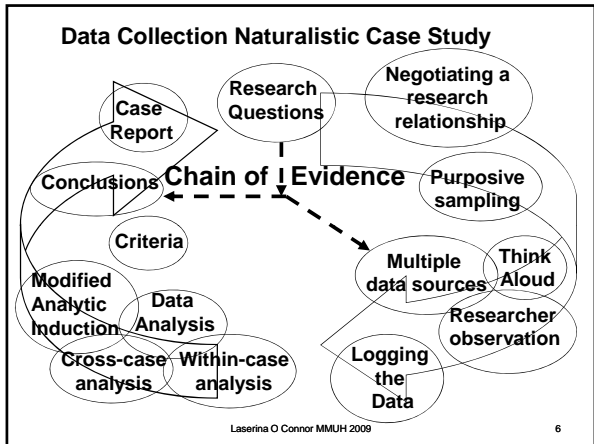 Data Collection Naturalistic Case Study
Research
Questions
Negotiating a
research
relationship
Case
Report
Conclusions
Chain of Evidence
Purposive
sampling
Criteria
Multiple
data sources
Think
Aloud
Modified
Analytic
Induction
Data
Analysis
Researcher
observation
Cross-case
analysis
Within-case
analysis
Logging
the
Data
Laserina O Connor MMUH 2009
6